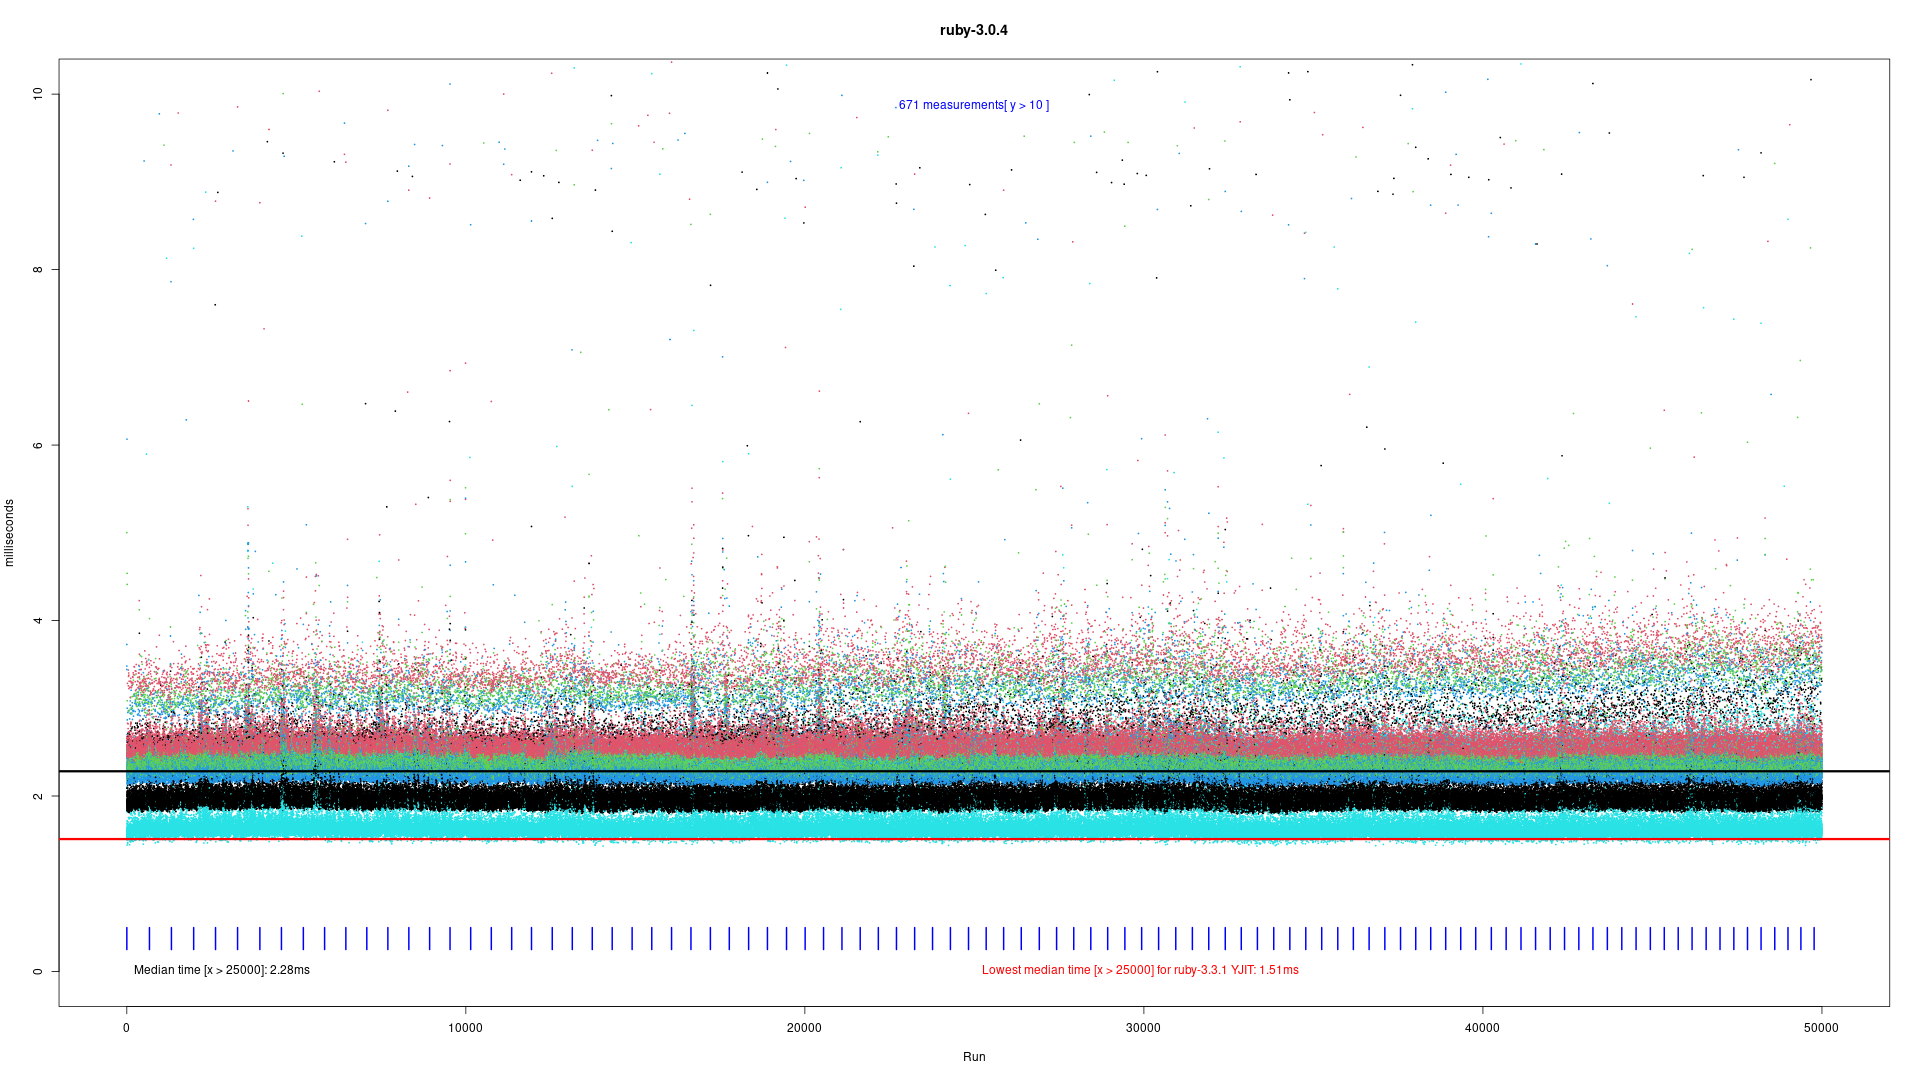 ruby-3.0.4
671 measurements[ y > 10 ]
10
8
6
4
2
0
milliseconds
Median time [x > 25000]: 2.28ms
Lowest median time [x > 25000] for ruby-3.3.1 YJIT: 1.51ms
0 10000 20000 30000 40000 50000
Run